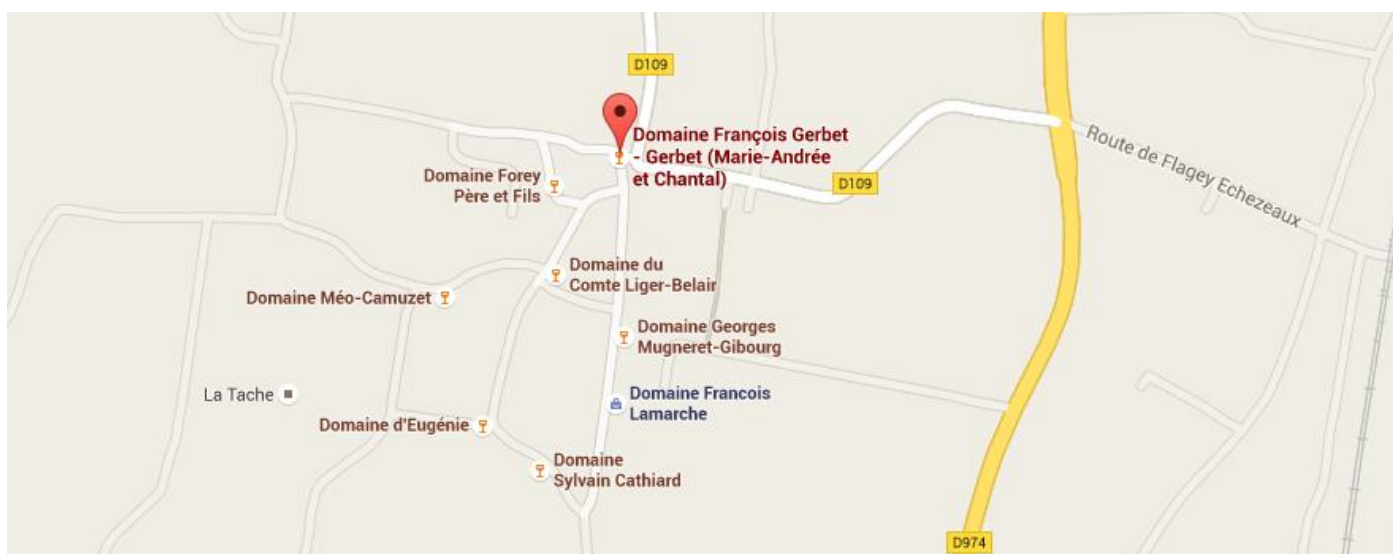 D109
Domaine François Gerbet
- Gerbet (Marie-Andrée
et Chantal)
Route de Flagey Echezeaux
Domaine Forey
Père et Fils
D109
Domaine du
Comte Liger-Belair
Domaine Méo-Camuzet
Domaine Georges
Mugneret-Gibourg
La Tache
Domaine Francois
Lamarche
Domaine d'Eugénie
Domaine
Sylvain Cathiard
D974